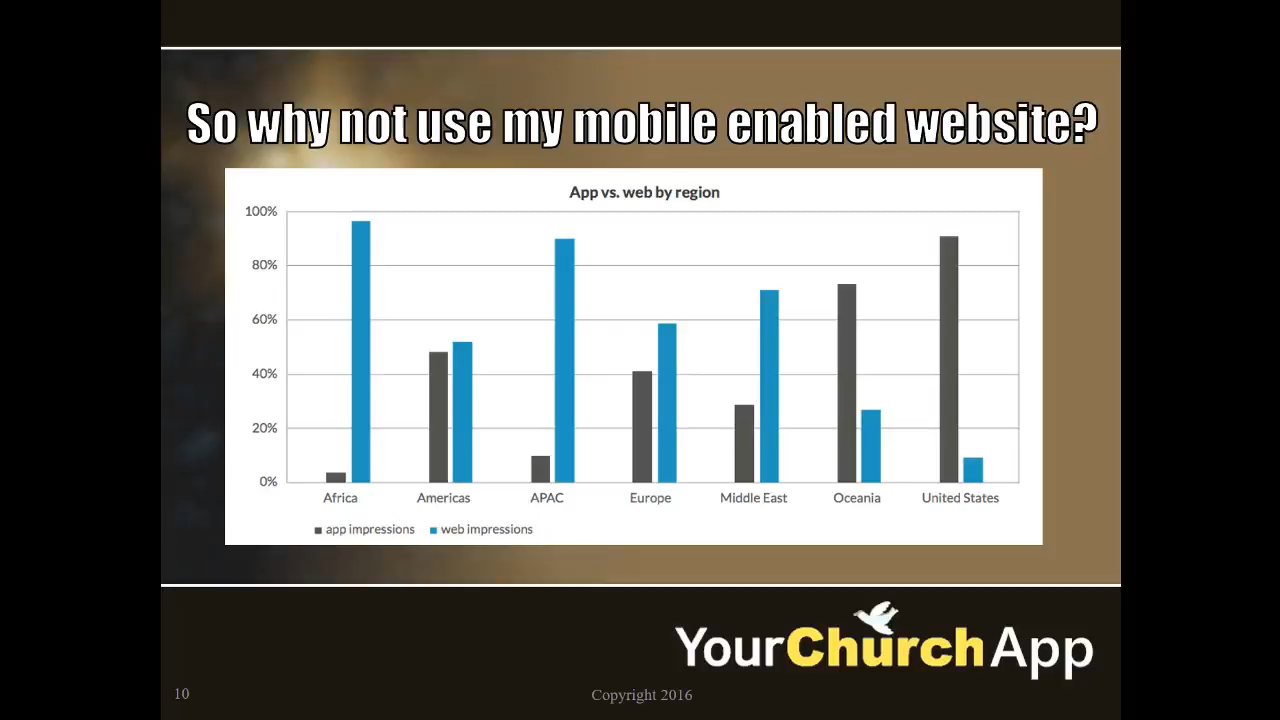 So why not use my mobile enabled website?
App vs. web by region
100%
80%
60%
40%
20%
0%
Africa Americas APAC Europe Middle East Oceania United States
app impressions web impressions
YourChurchApp
10 Copyright 2016